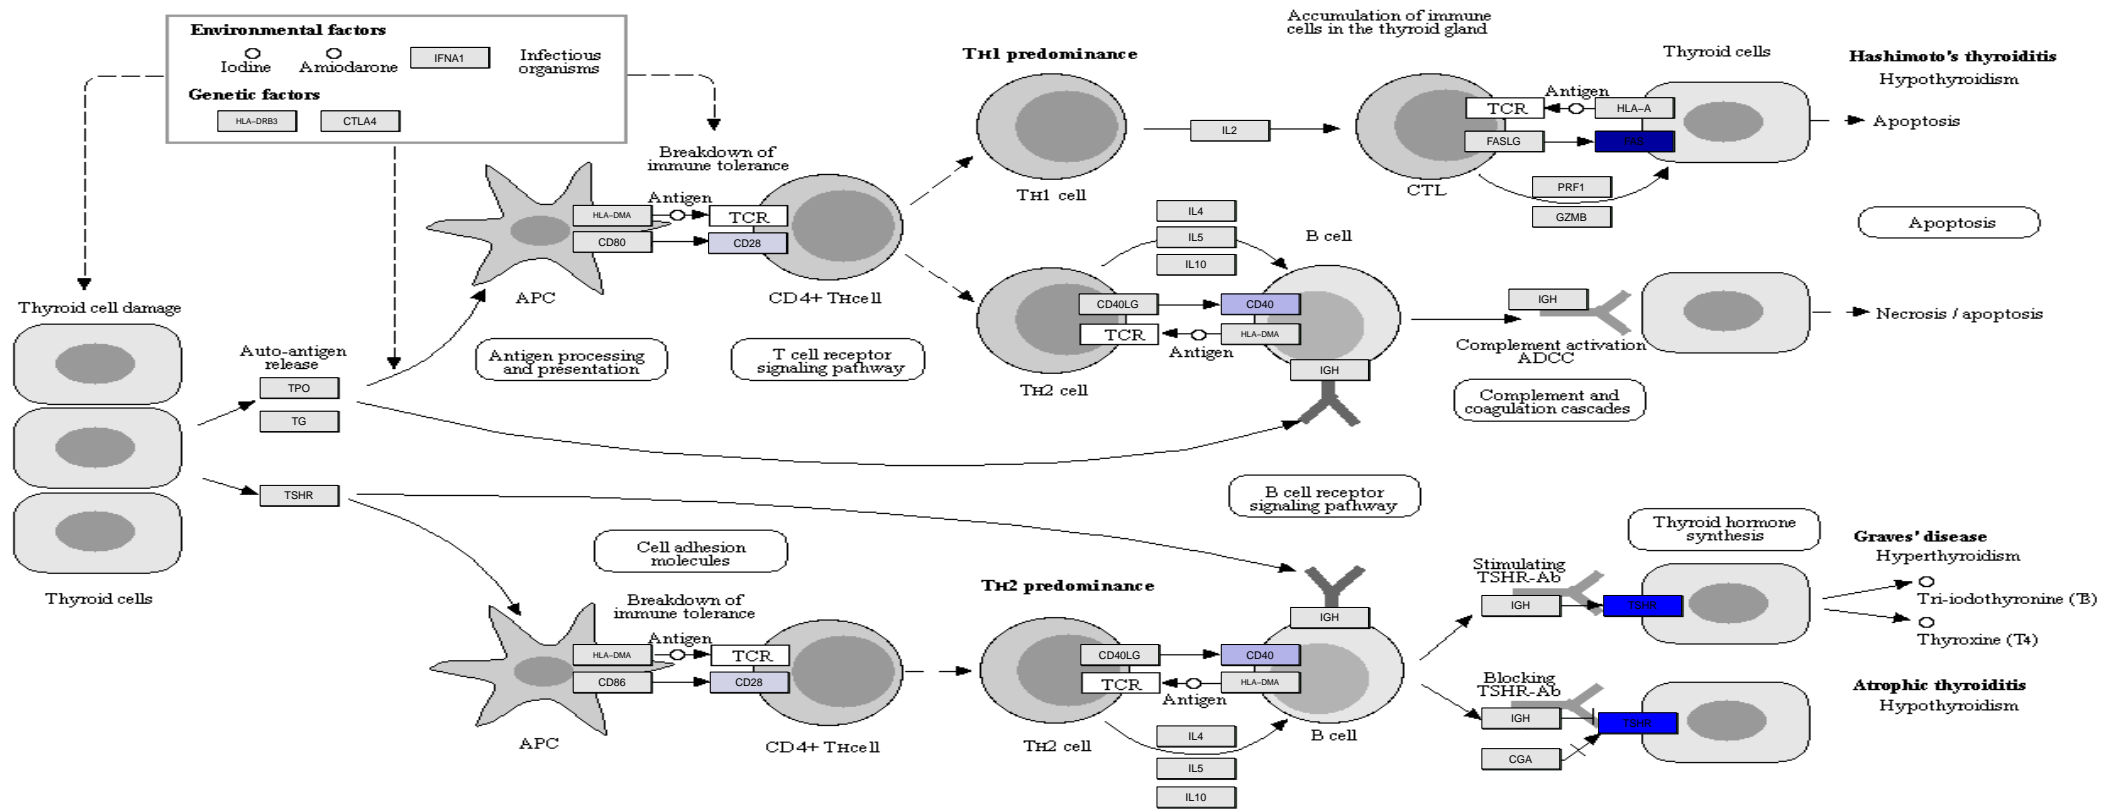 Environmental factors
Iodine
Amiodarone
IFNA1
Infectious
organisms
Genetic factors
HLA-DRB3
CTLA4
Thyroid cell damage
Thyroid cells
Auto-antigen
release
TPO
TG
TSHR
APC
Breakdown of
immune tolerance
Antigen
HLA-DMA
TCR
CD80
CD28
CD4+ THcell
Antigen processing
and presentation
T cell receptor
signaling pathway
TH1 predominance
TH1 cell
IL2
Accumulation of immune
cells in the thyroid gland
Thyroid cells
CTL
TCR
Antigen
HLA-A
FASLG
FAS
PRF1
GZMB
Hashimoto's thyroiditis
Hypothyroidism
Apoptosis
Apoptosis
IL4
IL5
IL10
B cell
TH2 cell
CD40LG
CD40
TCR
Antigen
HLA-DMA
IGH
IGH
Complement activation
ADCC
Necrosis / apoptosis
Complement and
coagulation cascades
B cell receptor
signaling pathway
Cell adhesion
molecules
Breakdown of
immune tolerance
Antigen
HLA-DMA
TCR
CD86
CD28
APC
CD4+ THcell
TH2 predominance
IGH
CD40LG
CD40
TCR
Antigen
HLA-DMA
TH2 cell
B cell
IL4
IL5
IL10
Thyroid hormone
synthesis
Stimulating
TSHR-Ab
IGH
TSHR
Graves' disease
Hyperthyroidism
Tri-iodothyronine (T3)
Thyroxine (T4)
Blocking
TSHR-Ab
IGH
TSHR
CGA
Atrophic thyroiditis
Hypothyroidism